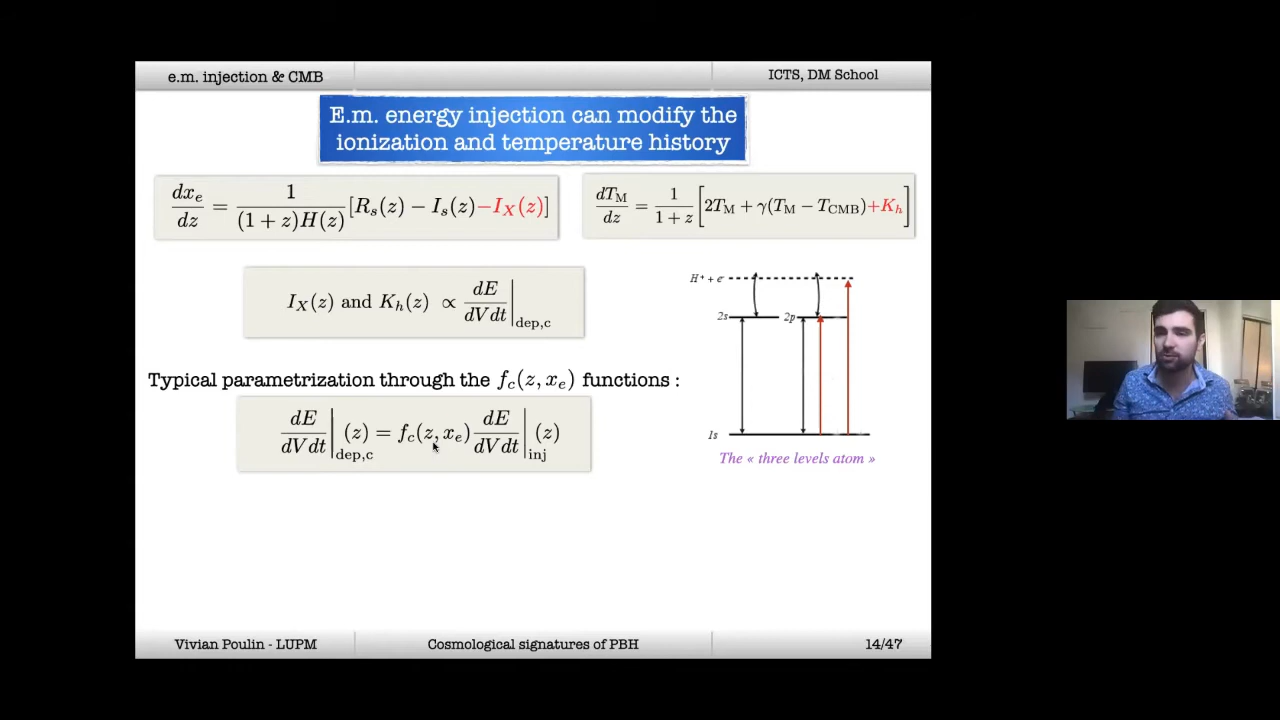 e.m. injection & CMB
ICTS, DM School
E.m. energy injection can modify the
ionization and temperature history
dx_e/dz = 1/((1 + z)H(z)) [R_s(z) − I_s(z) −I_X(z)]
dT_M/dz = 1/(1 + z) [2T_M + γ(T_M − T_CMB) +K_h]
I_X(z) and K_h(z) ∝ dE/dVdt |_dep,c
H⁺ + e⁻
2s
2p
1s
The « three levels atom »
Typical parametrization through the f_c(z, x_e) functions :
dE/dVdt |_dep,c (z) = f_c(z, x_e) dE/dVdt |_inj (z)
Vivian Poulin - LUPM
Cosmological signatures of PBH
14/47